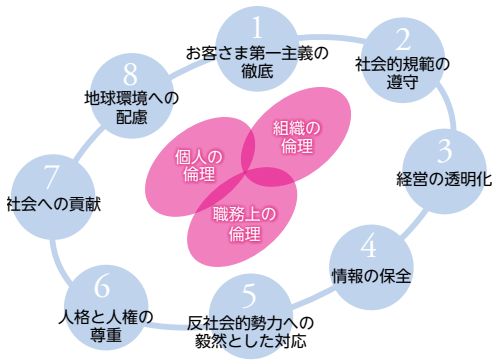 1
お客さま第一主義の
徹底
2
社会的規範の
遵守
3
経営の透明化
4
情報の保全
5
反社会的勢力への
毅然とした対応
6
人格と人権の
尊重
7
社会への貢献
8
地球環境への
配慮
組織の
倫理
個人の
倫理
職務上の
倫理